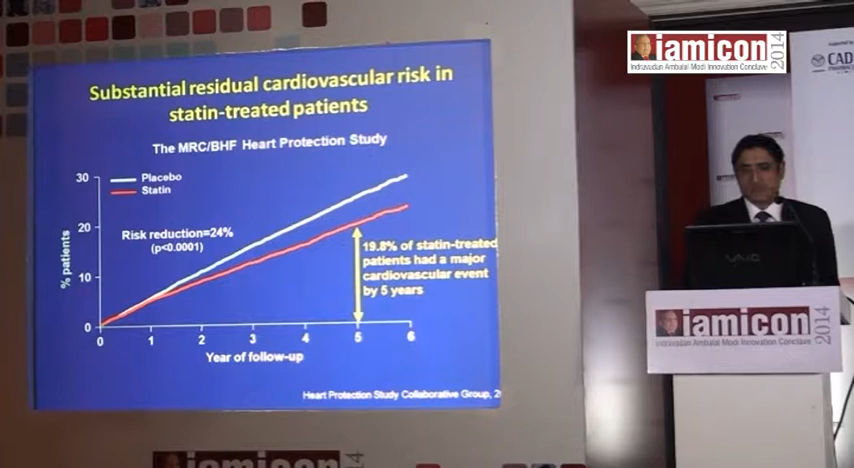 Substantial residual cardiovascular risk in
statin-treated patients
The MRC/BHF Heart Protection Study
Placebo
Statin
30
20
10
0
% patients
Risk reduction=24%
(p<0.0001)
19.8% of statin-treated
patients had a major
cardiovascular event
by 5 years
0 1 2 3 4 5 6
Year of follow-up
Heart Protection Study Collaborative Group, 2
iamicon 2014
Indravadan Ambalal Modi Innovation Conclave
CAD
VAIO
iamicon 2014
Indravadan Ambalal Modi Innovation Conclave
iamicon 14